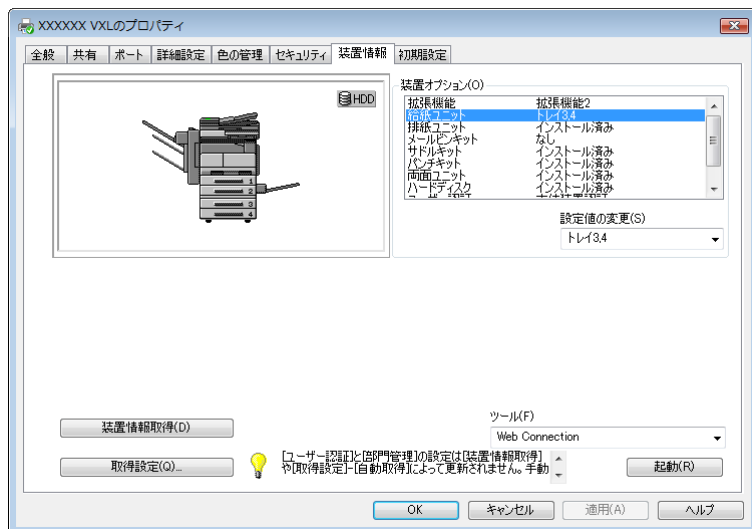 XXXXXX VXLのプロパティ
全般 共有 ポート 詳細設定 色の管理 セキュリティ 装置情報 初期設定
HDD
1
2
3
4
装置オプション(O)
拡張機能 拡張機能2
給紙ユニット トレイ3,4
排紙ユニット インストール済み
メールビンキット なし
サドルキット インストール済み
パンチキット インストール済み
両面ユニット インストール済み
ハードディスク インストール済み
設定値の変更(S)
トレイ3,4
装置情報取得(D)
取得設定(Q)...
ツール(F)
Web Connection
[ユーザー認証]と[部門管理]の設定は[装置情報取得]
や[取得設定]-[自動取得]によって更新されません。手動
起動(R)
OK キャンセル 適用(A) ヘルプ